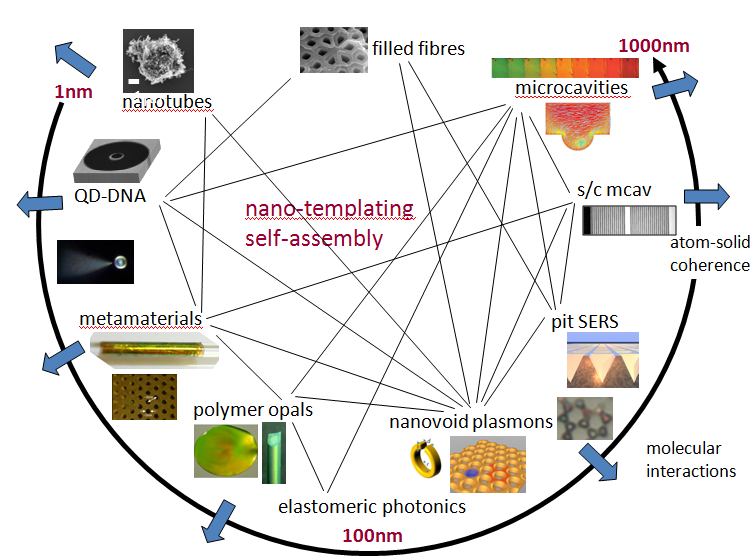 filled fibres
1000nm
1nm
microcavities
nanotubes
QD-DNA
s/c mcav
nano-templating
self-assembly
atom-solid
coherence
metamaterials
pit SERS
polymer opals
nanovoid plasmons
molecular
interactions
elastomeric photonics
100nm